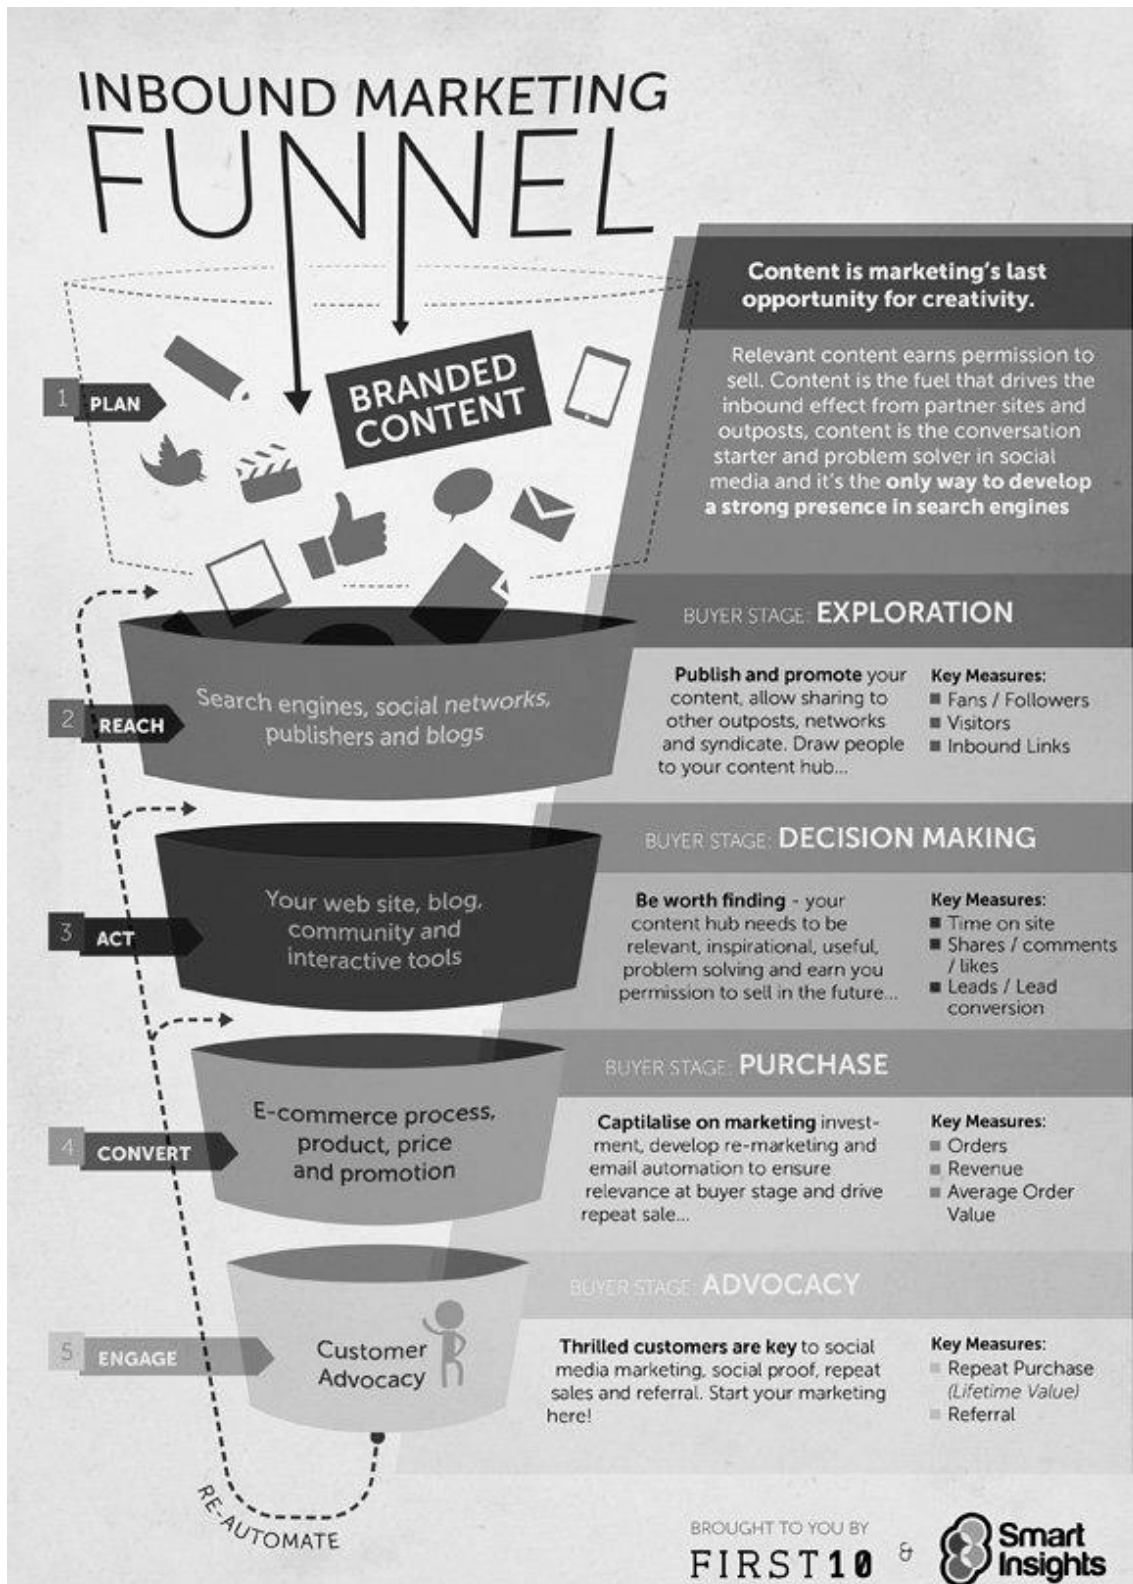 INBOUND MARKETING
FUNNEL
Content is marketing's last
opportunity for creativity.
Relevant content earns permission to
sell. Content is the fuel that drives the
inbound effect from partner sites and
outposts, content is the conversation
starter and problem solver in social
media and it's the only way to develop
a strong presence in search engines
1 PLAN
BRANDED
CONTENT
BUYER STAGE: EXPLORATION
2 REACH
Search engines, social networks,
publishers and blogs
Publish and promote your
content, allow sharing to
other outposts, networks
and syndicate. Draw people
to your content hub...
Key Measures:
Fans / Followers
Visitors
Inbound Links
BUYER STAGE: DECISION MAKING
3 ACT
Your web site, blog,
community and
interactive tools
Be worth finding - your
content hub needs to be
relevant, inspirational, useful,
problem solving and earn you
permission to sell in the future...
Key Measures:
Time on site
Shares / comments
/ likes
Leads / Lead
conversion
BUYER STAGE: PURCHASE
4 CONVERT
E-commerce process,
product, price
and promotion
Captilalise on marketing invest-
ment, develop re-marketing and
email automation to ensure
relevance at buyer stage and drive
repeat sale...
Key Measures:
Orders
Revenue
Average Order
Value
BUYER STAGE: ADVOCACY
5 ENGAGE
Customer
Advocacy
Thrilled customers are key to social
media marketing, social proof, repeat
sales and referral. Start your marketing
here!
Key Measures:
Repeat Purchase
(Lifetime Value)
Referral
RE-AUTOMATE
BROUGHT TO YOU BY
FIRST10 & Smart
Insights